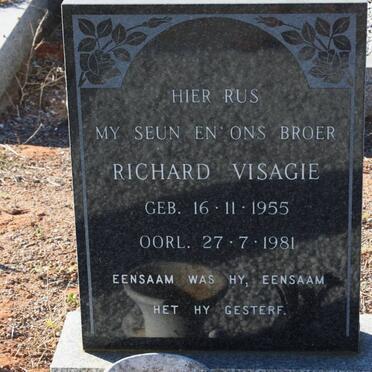 HIER RUS
MY SEUN EN ONS BROER
RICHARD VISAGIE
GEB. 16·11·1955
OORL. 27·7·1981
EENSAAM WAS HY, EENSAAM
HET HY GESTERF.